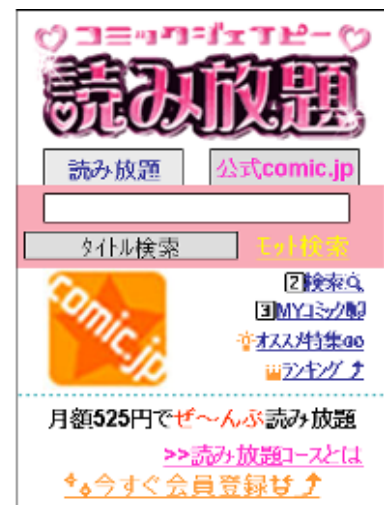 コミックジェイピー
読み放題
読み放題 公式comic.jp
タイトル検索 モット検索
comic.jp
2検索
3MYコミック
オススメ特集GO
ランキング
月額525円でぜ～んぶ読み放題
>>読み放題コースとは
今すぐ会員登録せよ